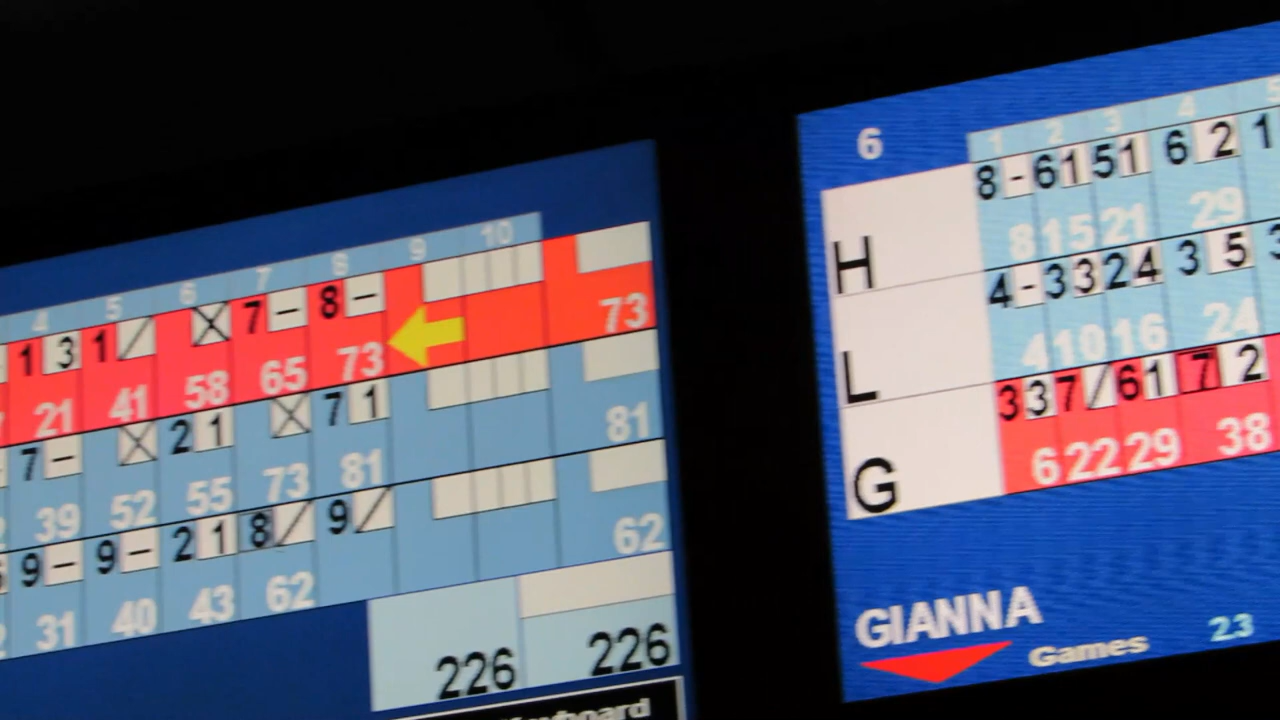 4 5 6 7 8 9 10
1 3 1 / X 7 - 8 -
21 41 58 65 73 73
7 - X 2 1 X 7 1
39 52 55 73 81 81
9 - 9 - 2 1 8 / 9 /
31 40 43 62 62
226 226
6
1 2 3 4 5
H 8 - 6 1 5 1 6 2 1
8 15 21 29
L 4 - 3 3 2 4 3 5
4 10 16 24
G 3 3 7 / 6 1 7 2
6 22 29 38
GIANNA
Games 23